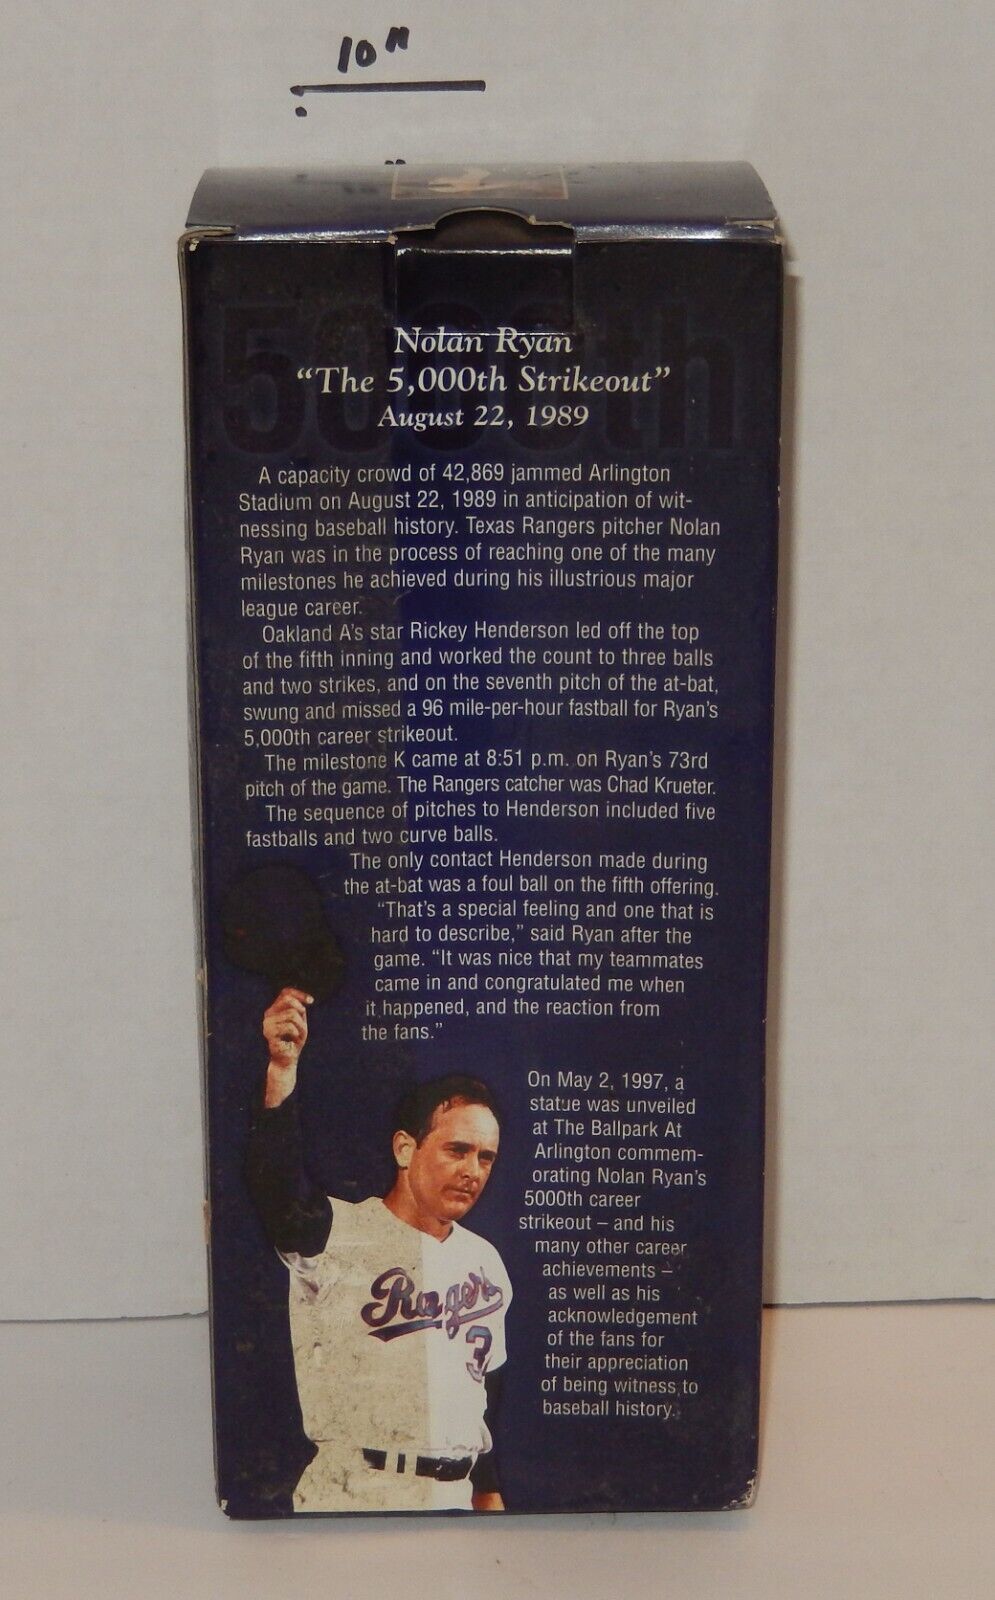 10"
"
5000th
Nolan Ryan
“The 5,000th Strikeout”
August 22, 1989
A capacity crowd of 42,869 jammed Arlington
Stadium on August 22, 1989 in anticipation of wit-
nessing baseball history. Texas Rangers pitcher Nolan
Ryan was in the process of reaching one of the many
milestones he achieved during his illustrious major
league career.
Oakland A's star Rickey Henderson led off the top
of the fifth inning and worked the count to three balls
and two strikes, and on the seventh pitch of the at-bat,
swung and missed a 96 mile-per-hour fastball for Ryan's
5,000th career strikeout.
The milestone K came at 8:51 p.m. on Ryan's 73rd
pitch of the game. The Rangers catcher was Chad Krueter.
The sequence of pitches to Henderson included five
fastballs and two curve balls.
The only contact Henderson made during
the at-bat was a foul ball on the fifth offering.
“That's a special feeling and one that is
hard to describe,” said Ryan after the
game. “It was nice that my teammates
came in and congratulated me when
it happened, and the reaction from
the fans.”
On May 2, 1997, a
statue was unveiled
at The Ballpark At
Arlington commem-
orating Nolan Ryan's
5000th career
strikeout – and his
many other career
achievements –
as well as his
acknowledgement
of the fans for
their appreciation
of being witness to
baseball history.
Rangers
3